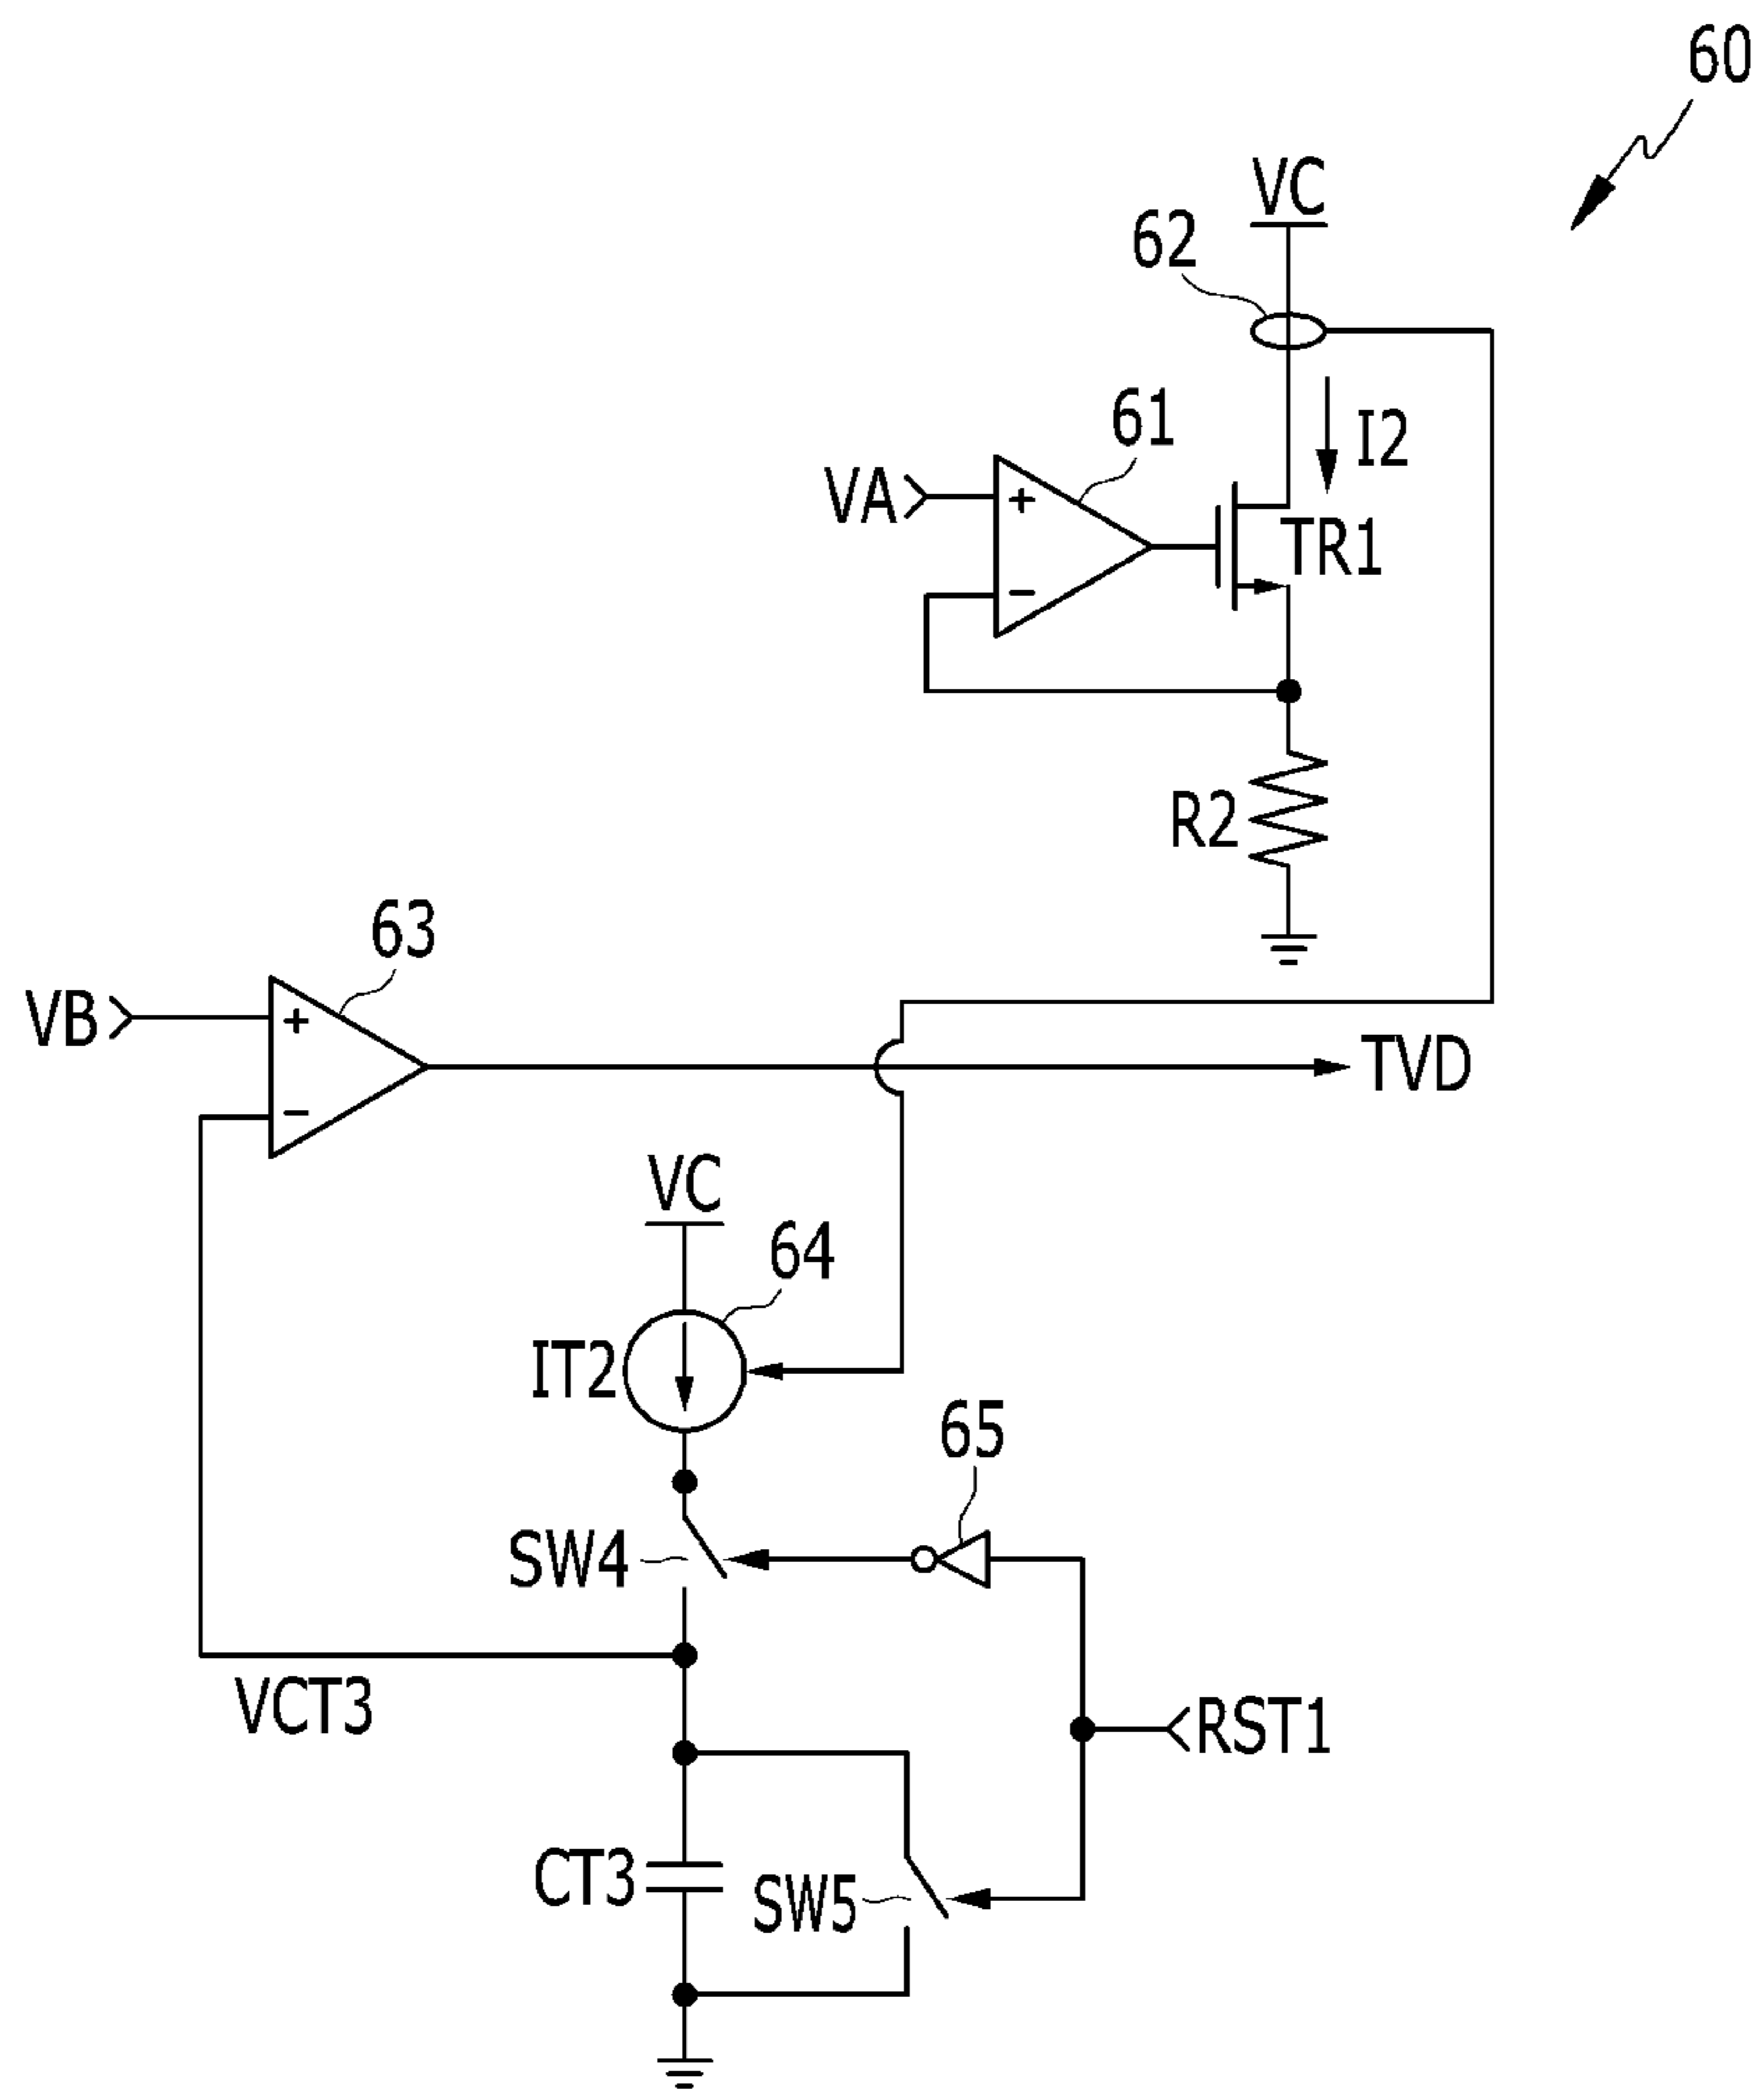 60
VC
62
61
I2
VA
+
TR1
−
R2
63
VB
+
TVD
−
VC
64
IT2
65
SW4
VCT3
RST1
CT3
SW5